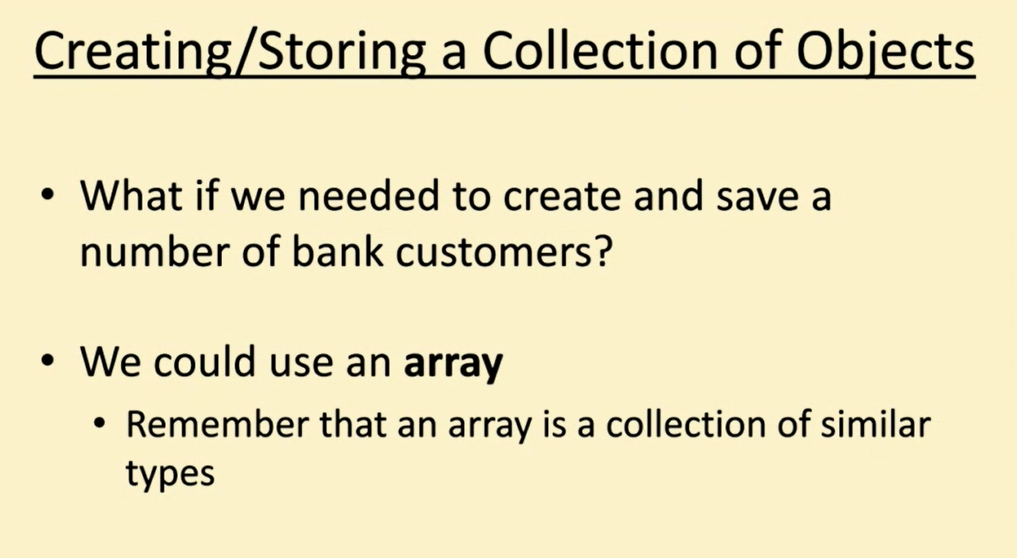 Creating/Storing a Collection of Objects
• What if we needed to create and save a
number of bank customers?
• We could use an array
• Remember that an array is a collection of similar
types